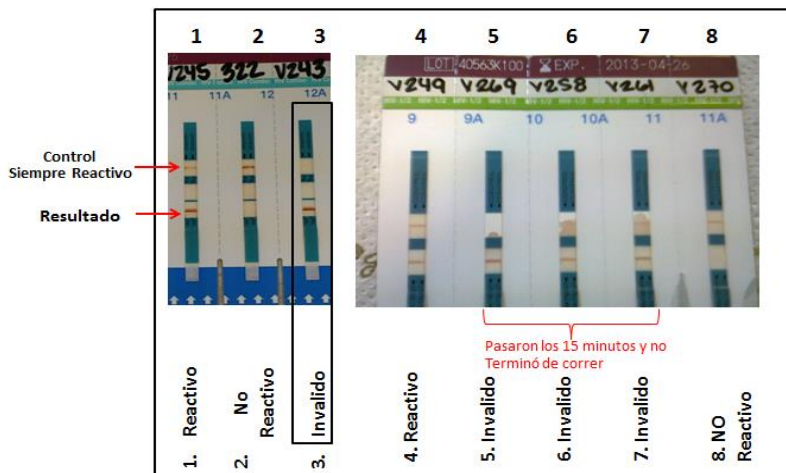 1 2 3
V245 322 V243
11 11A 12 12A
Control
Siempre Reactivo
Resultado
1. Reactivo
2. No
Reactivo
3. Invalido
4 5 6 7 8
LOT 40563K100 EXP. 2013-04-26
V249 V269 V258 V261 V270
9 9A 10 10A 11 11A
Pasaron los 15 minutos y no
Terminó de correr
4. Reactivo
5. Invalido
6. Invalido
7. Invalido
8. NO
Reactivo